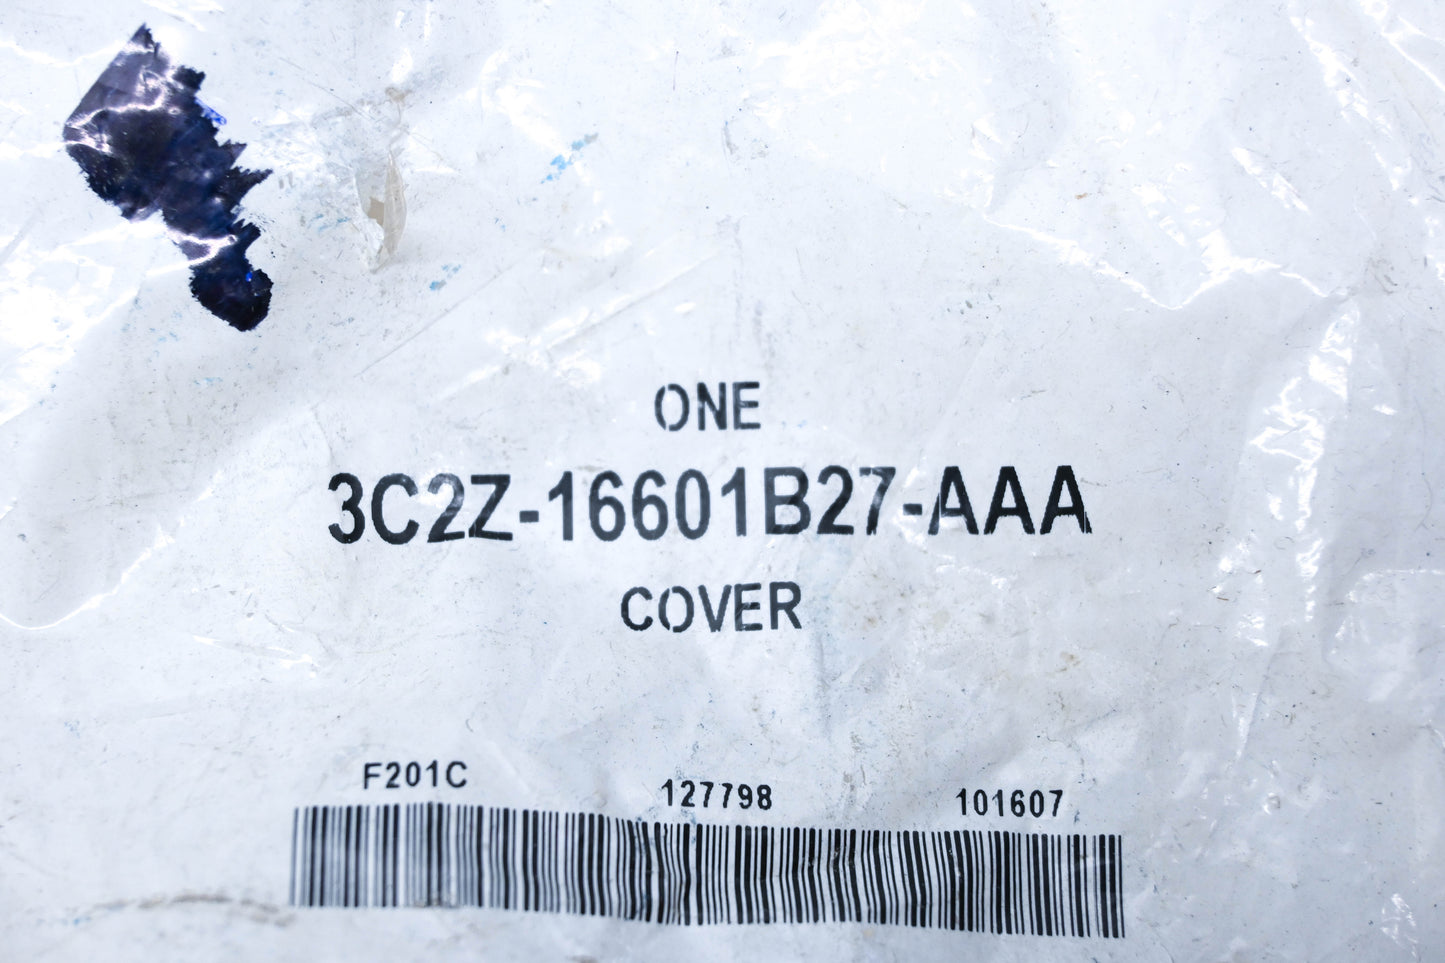 ONE
3C2Z-16601B27-AAA
COVER
F201C 127798 101607